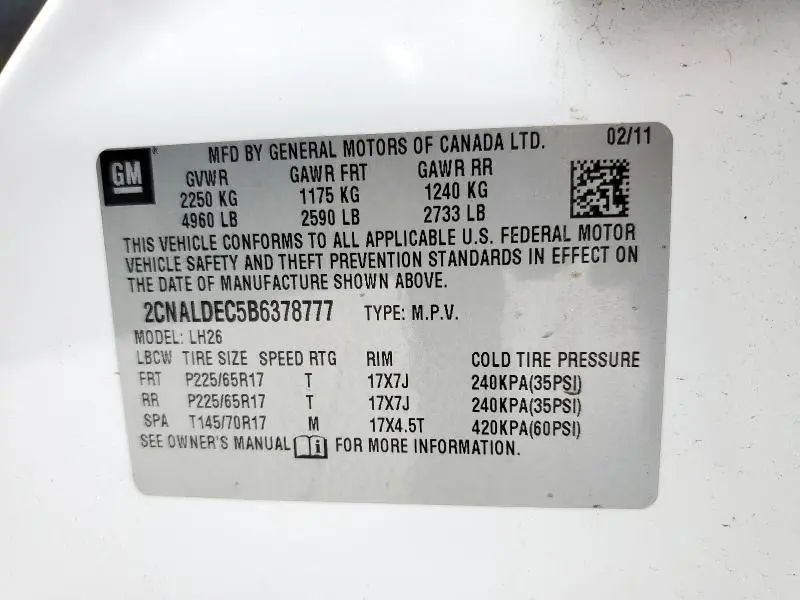 GM
MFD BY GENERAL MOTORS OF CANADA LTD. 02/11
GVWR GAWR FRT GAWR RR
2250 KG 1175 KG 1240 KG
4960 LB 2590 LB 2733 LB
THIS VEHICLE CONFORMS TO ALL APPLICABLE U.S. FEDERAL MOTOR
VEHICLE SAFETY AND THEFT PREVENTION STANDARDS IN EFFECT ON
THE DATE OF MANUFACTURE SHOWN ABOVE.
2CNALDEC5B6378777 TYPE: M.P.V.
MODEL: LH26
LBCW TIRE SIZE SPEED RTG RIM COLD TIRE PRESSURE
FRT P225/65R17 T 17X7J 240KPA(35PSI)
RR P225/65R17 T 17X7J 240KPA(35PSI)
SPA T145/70R17 M 17X4.5T 420KPA(60PSI)
SEE OWNER'S MANUAL i FOR MORE INFORMATION.